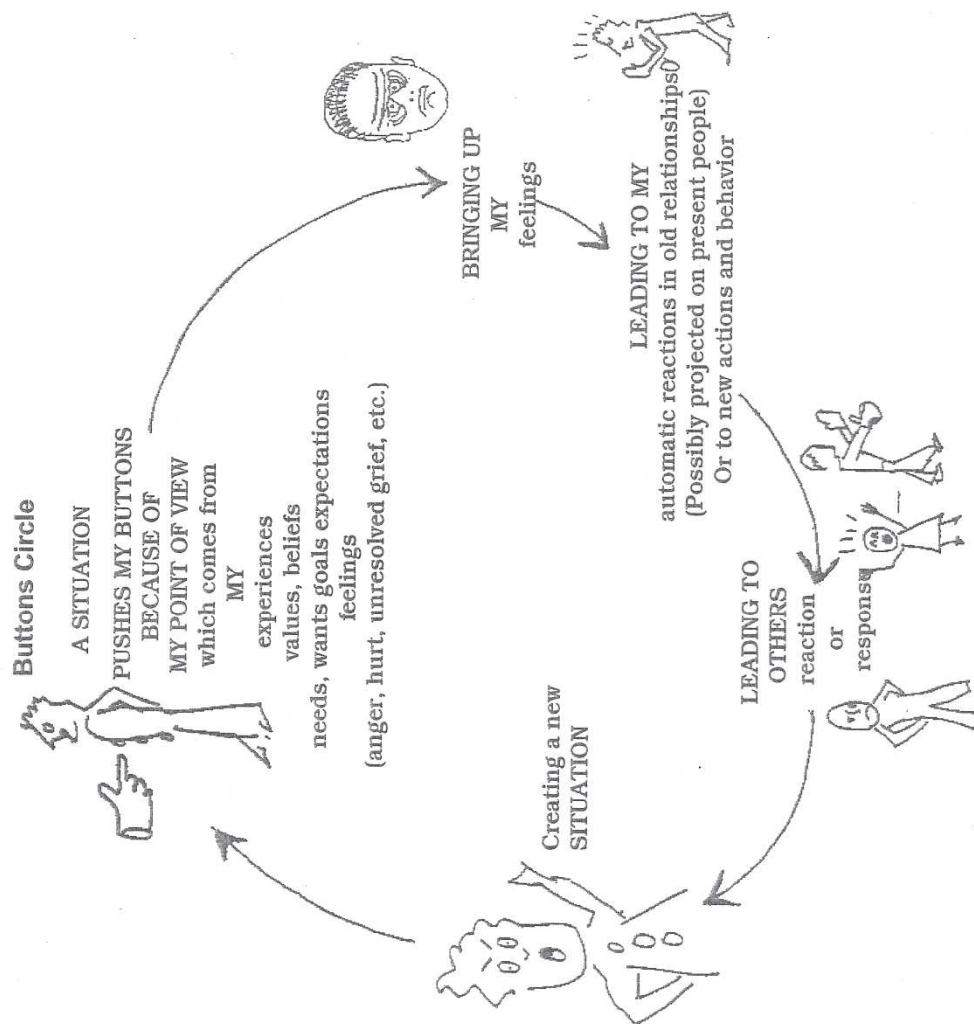 Buttons Circle
A SITUATION
PUSHES MY BUTTONS
BECAUSE OF
MY POINT OF VIEW
which comes from
MY
experiences
values, beliefs
needs, wants goals expectations
feelings
(anger, hurt, unresolved grief, etc.)
BRINGING UP
MY
feelings
LEADING TO MY
automatic reactions in old relationships
(Possibly projected on present people)
Or to new actions and behavior
LEADING TO
OTHERS
reaction
or
response
Creating a new
SITUATION